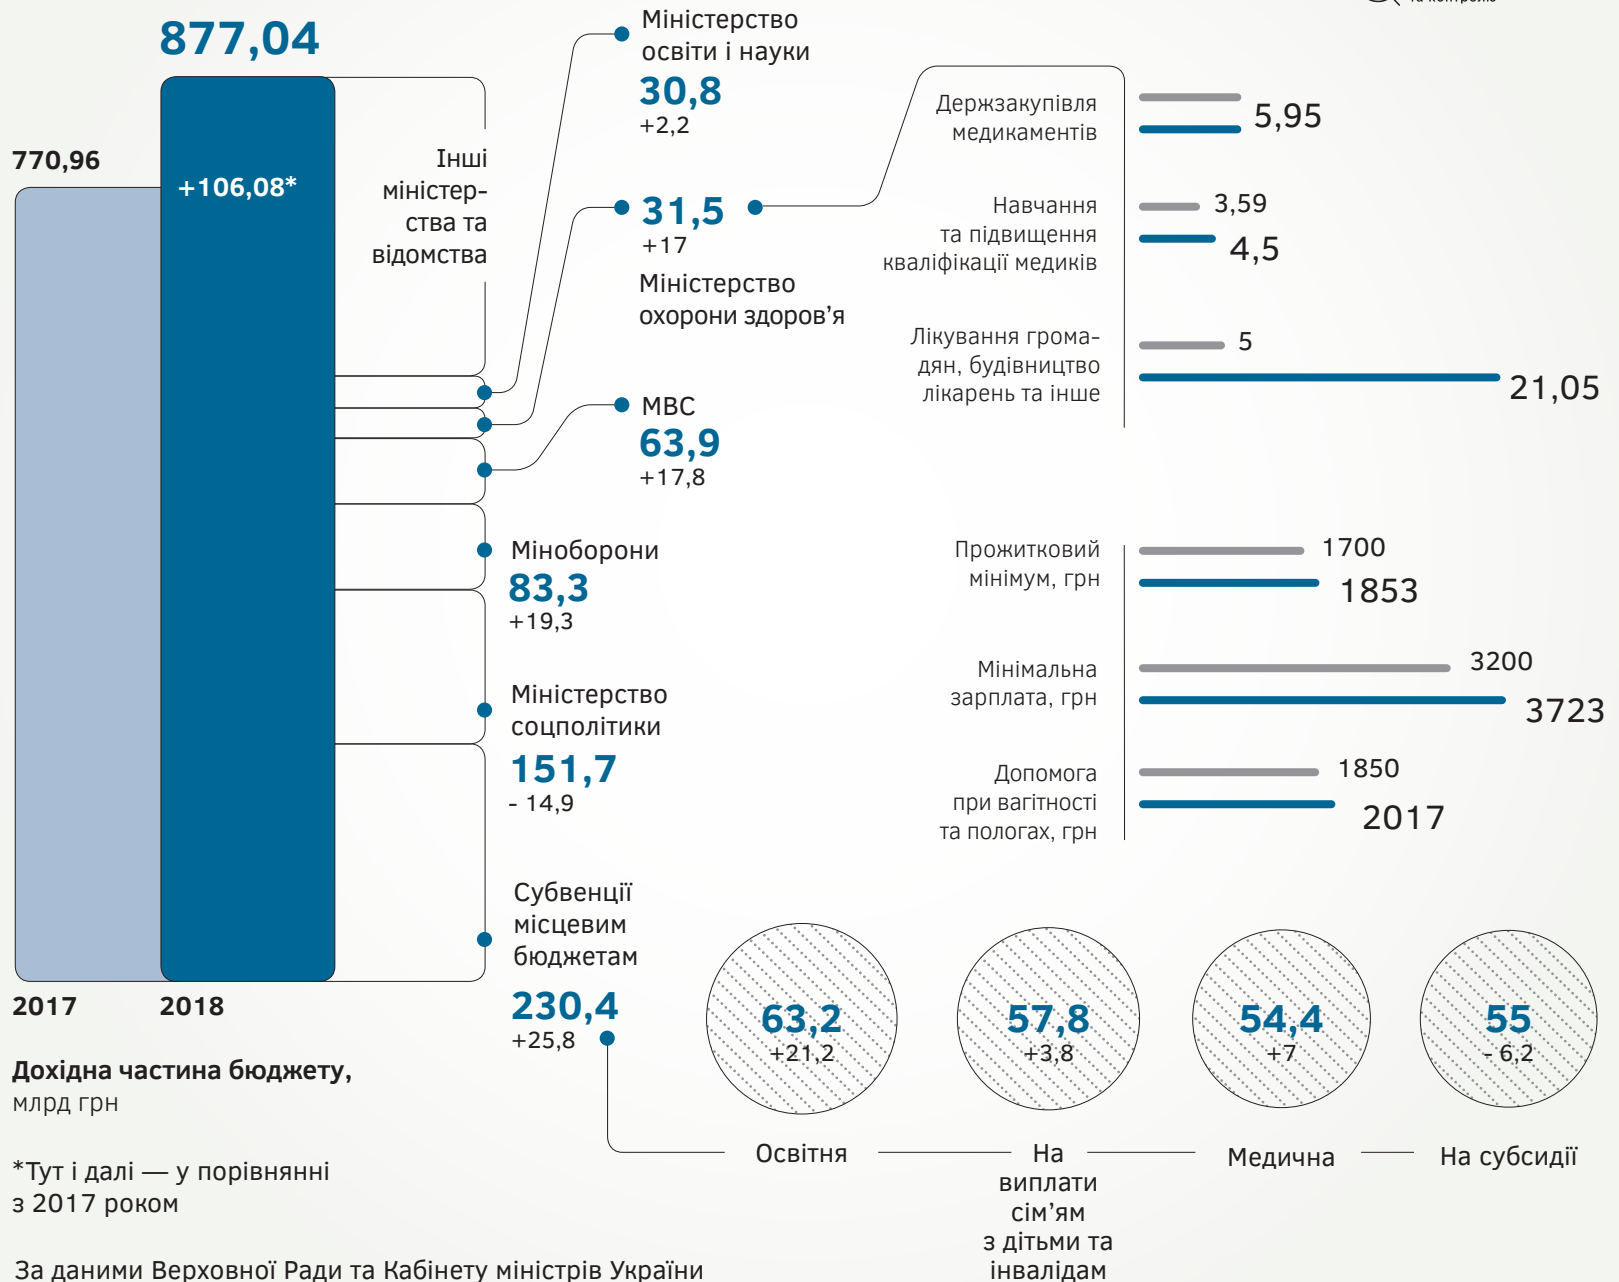 877,04
770,96
+106,08*
2017
2018
Дохідна частина бюджету,
млрд грн
*Тут і далі — у порівнянні
з 2017 роком
За даними Верховної Ради та Кабінету міністрів України
Інші
міністер-
ства та
відомства
Міністерство
освіти і науки
30,8
+2,2
31,5
+17
Міністерство
охорони здоров’я
МВС
63,9
+17,8
Міноборони
83,3
+19,3
Міністерство
соцполітики
151,7
- 14,9
Субвенції
місцевим
бюджетам
230,4
+25,8
та контролю
Держзакупівля
медикаментів
5,95
Навчання
та підвищення
кваліфікації медиків
3,59
4,5
Лікування грома-
дян, будівництво
лікарень та інше
5
21,05
Прожитковий
мінімум, грн
1700
1853
Мінімальна
зарплата, грн
3200
3723
Допомога
при вагітності
та пологах, грн
1850
2017
63,2
+21,2
Освітня
57,8
+3,8
На
виплати
сім’ям
з дітьми та
інвалідам
54,4
+7
Медична
55
- 6,2
На субсидії